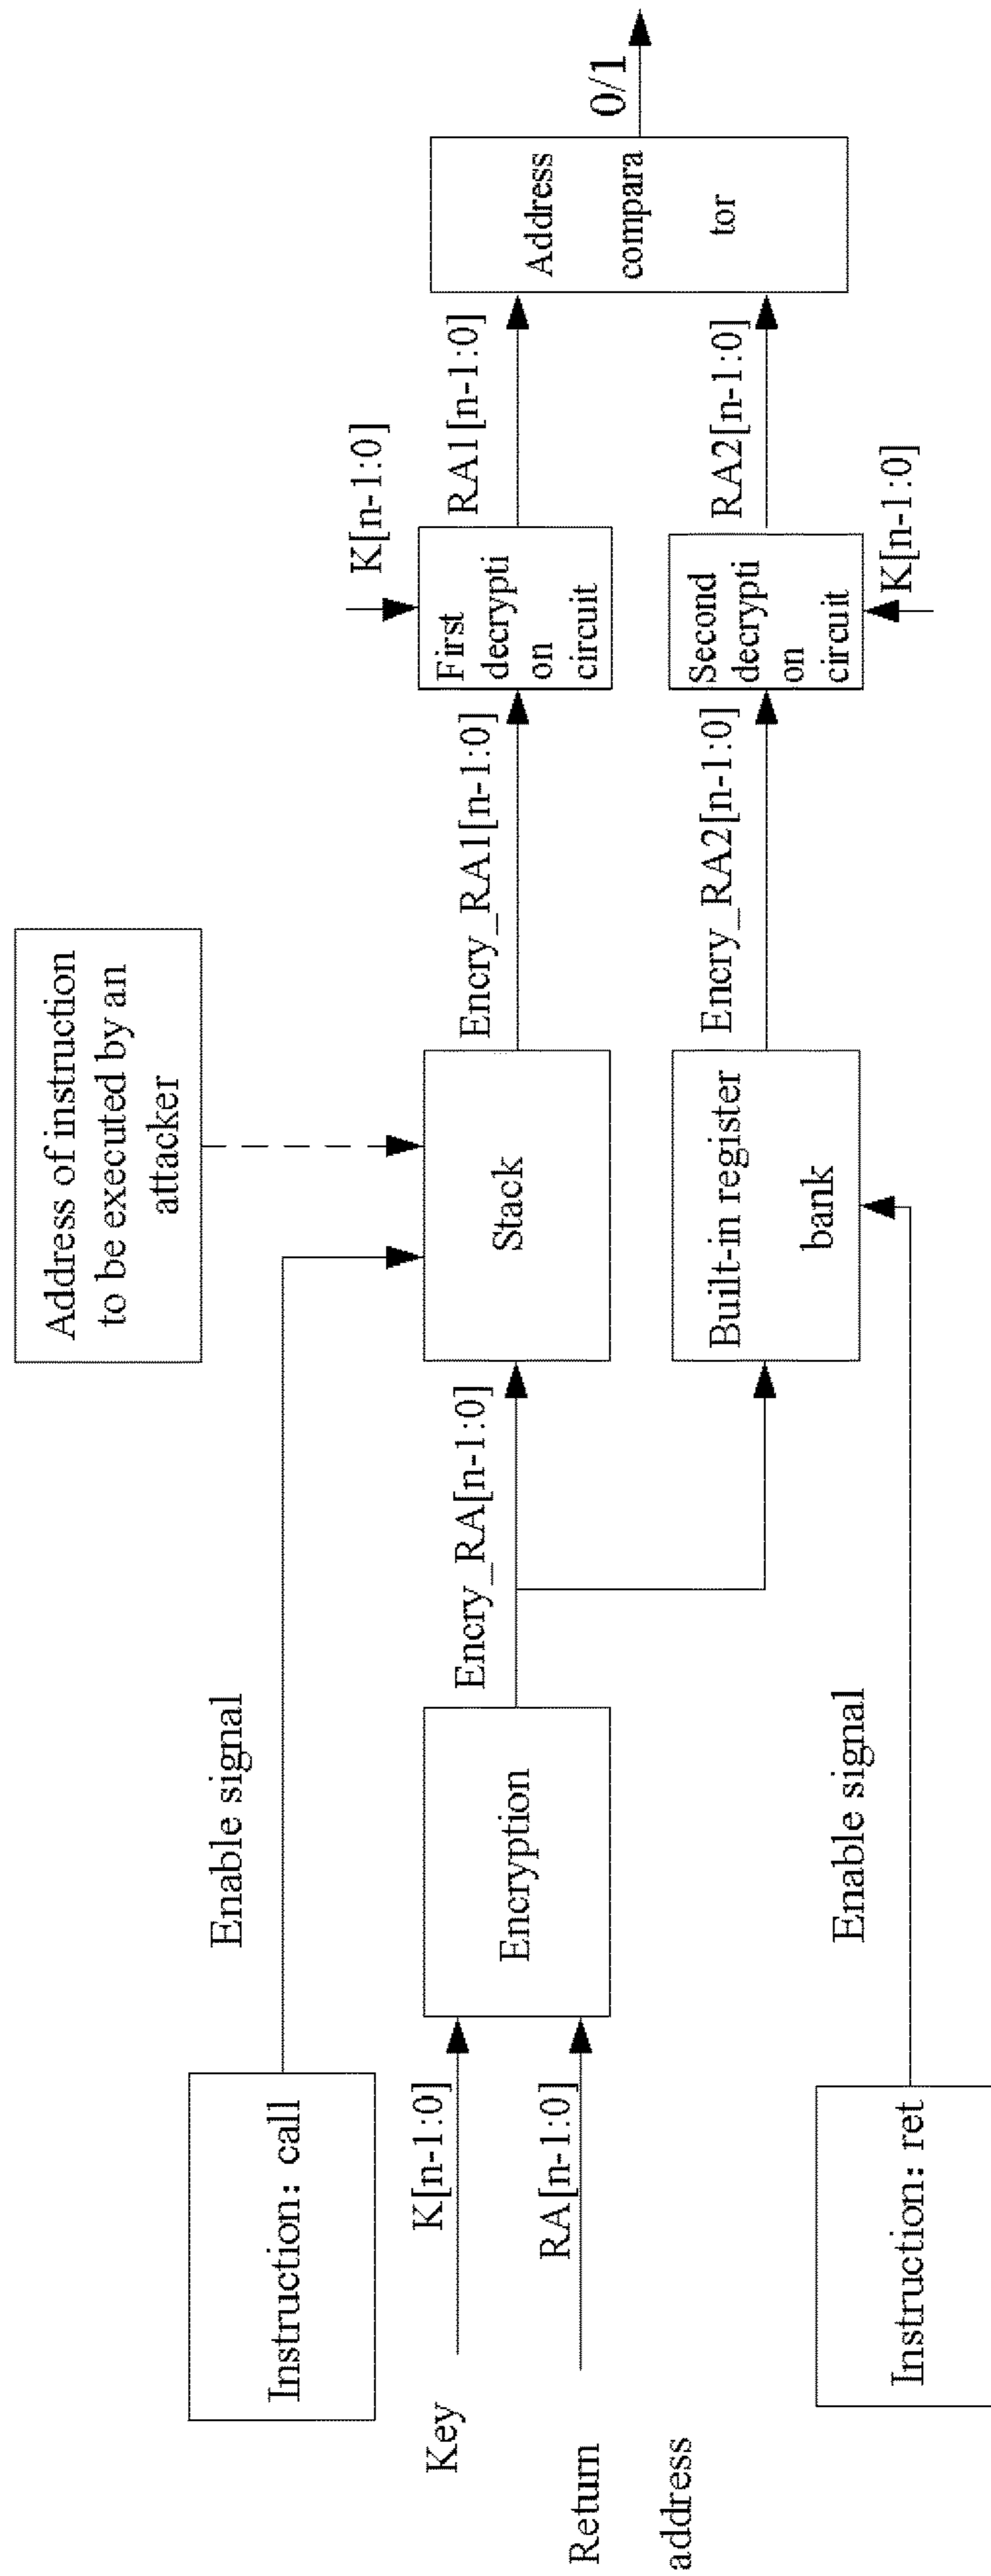 Address of instruction
to be executed by an
attacker
Instruction: call
Enable signal
Key
K[n-1:0]
Return
address
RA[n-1:0]
Encryption
Encry_RA[n-1:0]
Stack
Encry_RA1[n-1:0]
K[n-1:0]
First
decrypti
on
circuit
RA1[n-1:0]
Address
compara
tor
0/1
Built-in register
bank
Encry_RA2[n-1:0]
Second
decrypti
on
circuit
K[n-1:0]
RA2[n-1:0]
Instruction: ret
Enable signal